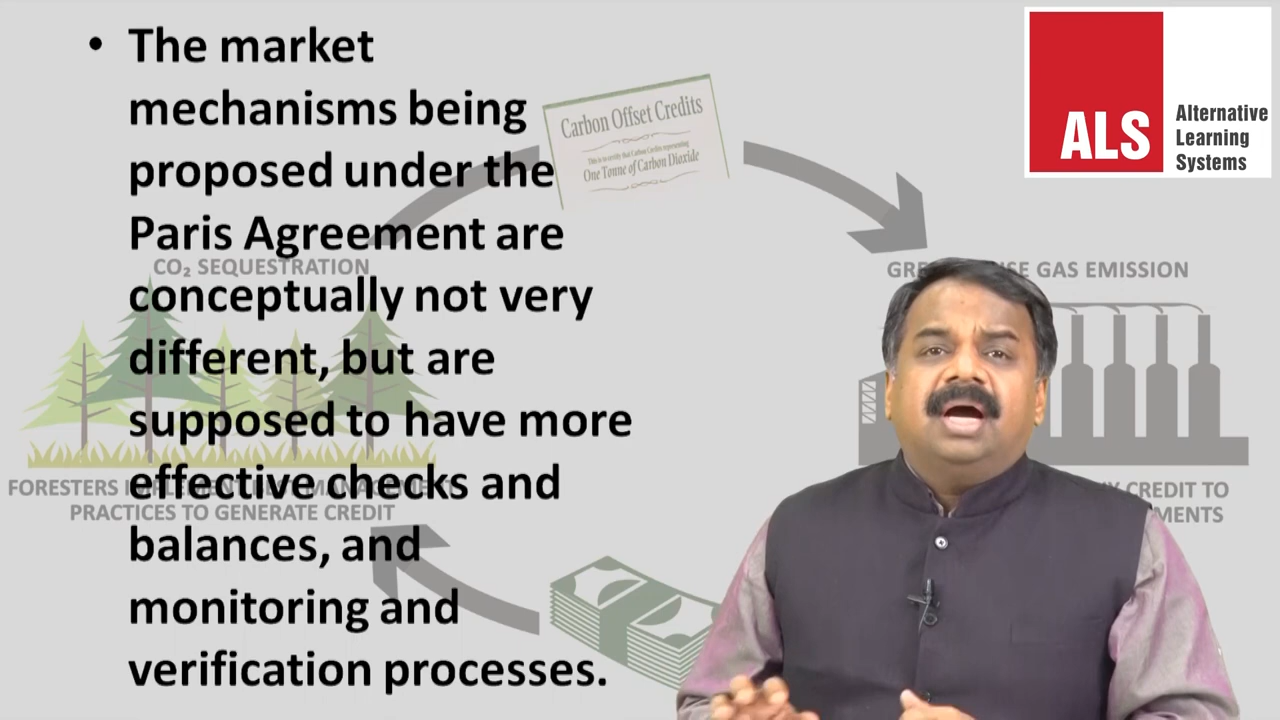 • The market
mechanisms being
proposed under the
Paris Agreement are
conceptually not very
different, but are
supposed to have more
effective checks and
balances, and
monitoring and
verification processes.
Carbon Offset Credits
One Tonne of Carbon Dioxide
ALS
Alternative
Learning
Systems
CO₂ SEQUESTRATION
GAS EMISSION
FORESTERS
PRACTICES TO GENERATE CREDIT
CREDIT TO